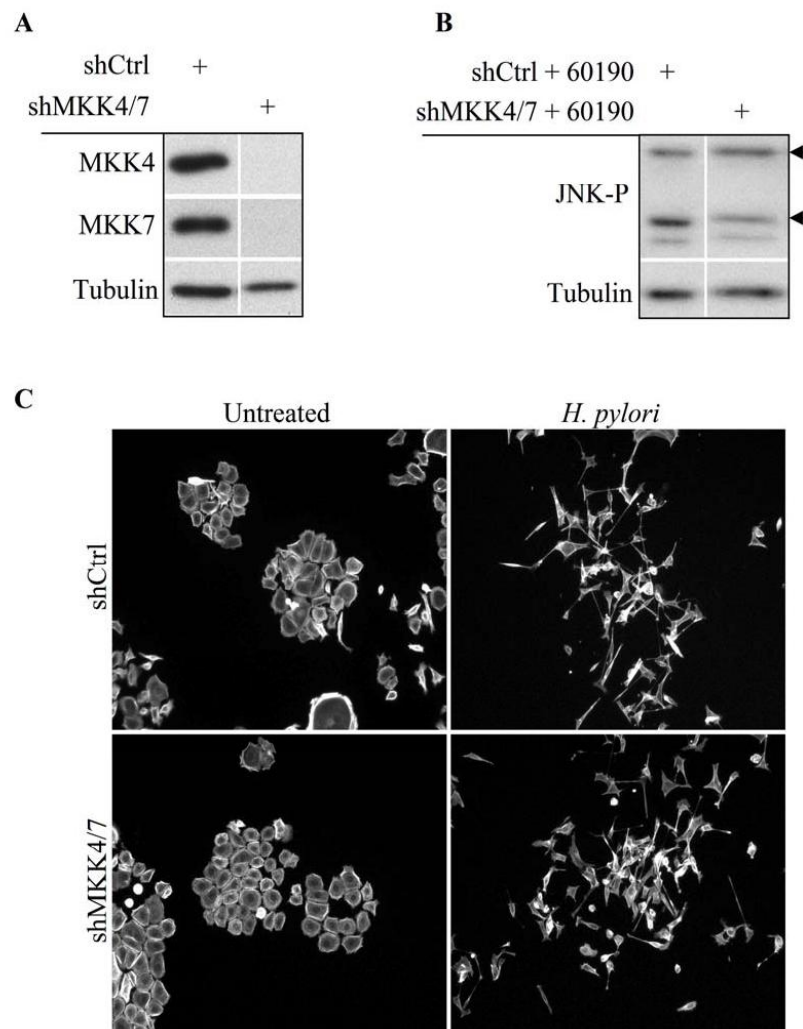 A
shCtrl +
shMKK4/7 +
MKK4
MKK7
Tubulin
B
shCtrl + 60190 +
shMKK4/7 + 60190 +
JNK-P
Tubulin
C
Untreated H. pylori
shCtrl
shMKK4/7